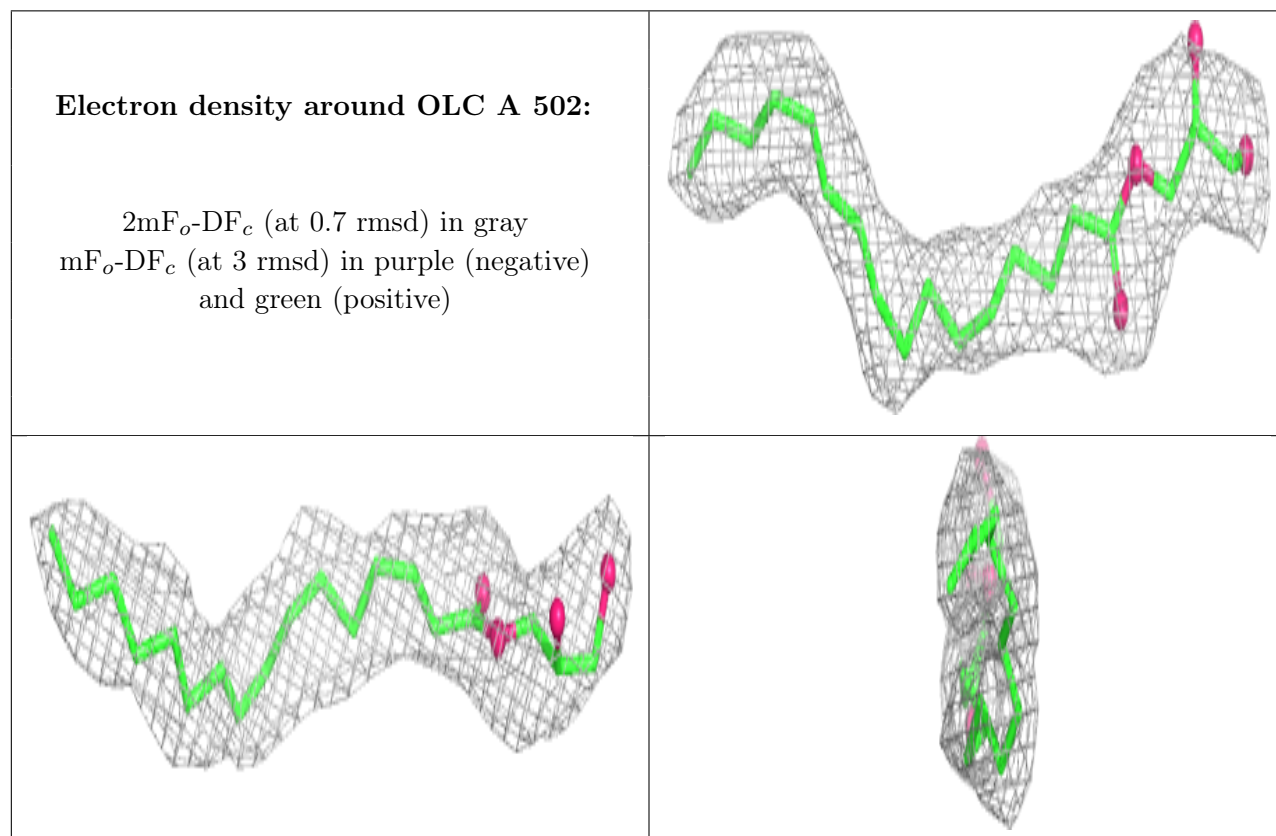 Electron density around OLC A 502:
2mFo-DFc (at 0.7 rmsd) in gray
mFo-DFc (at 3 rmsd) in purple (negative)
and green (positive)